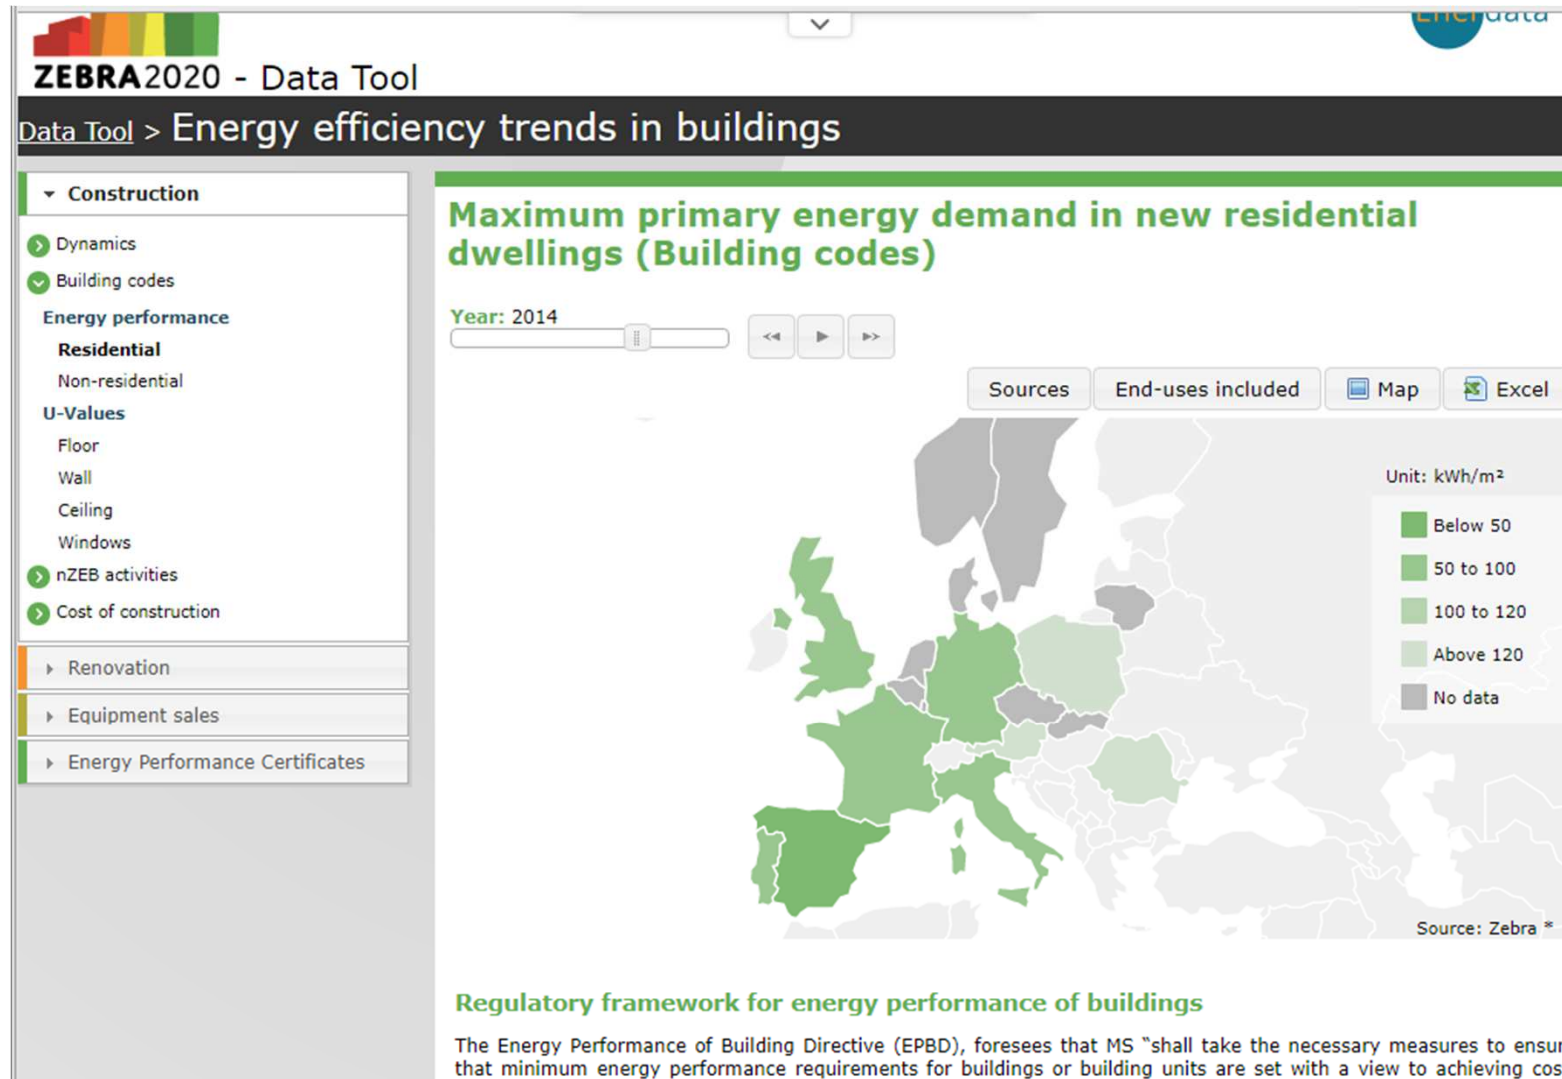 Enerdata
ZEBRA2020 - Data Tool
Data Tool > Energy efficiency trends in buildings
Construction
Dynamics
Building codes
Energy performance
Residential
Non-residential
U-Values
Floor
Wall
Ceiling
Windows
nZEB activities
Cost of construction
Renovation
Equipment sales
Energy Performance Certificates
Maximum primary energy demand in new residential
dwellings (Building codes)
Year: 2014
Sources End-uses included Map Excel
Unit: kWh/m²
Below 50
50 to 100
100 to 120
Above 120
No data
Source: Zebra *
Regulatory framework for energy performance of buildings
The Energy Performance of Building Directive (EPBD), foresees that MS “shall take the necessary measures to ensur
that minimum energy performance requirements for buildings or building units are set with a view to achieving cos